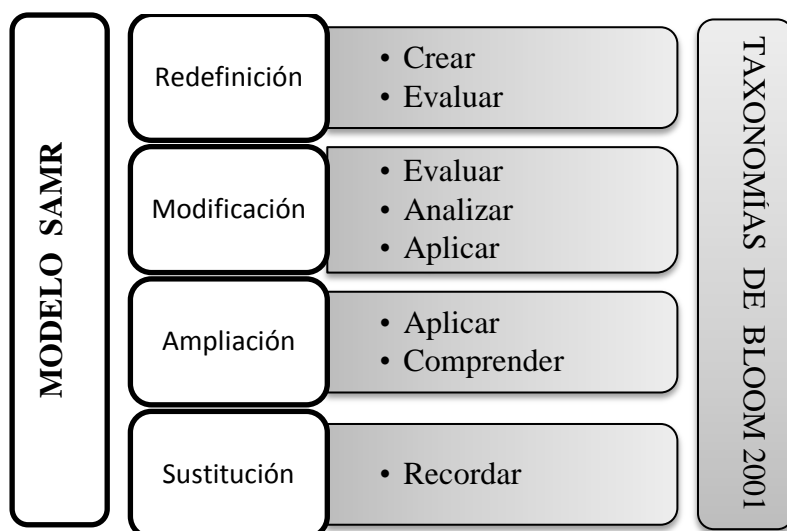 MODELO SAMR
Redefinición
• Crear
• Evaluar
Modificación
• Evaluar
• Analizar
• Aplicar
Ampliación
• Aplicar
• Comprender
Sustitución
• Recordar
TAXONOMÍAS DE BLOOM 2001